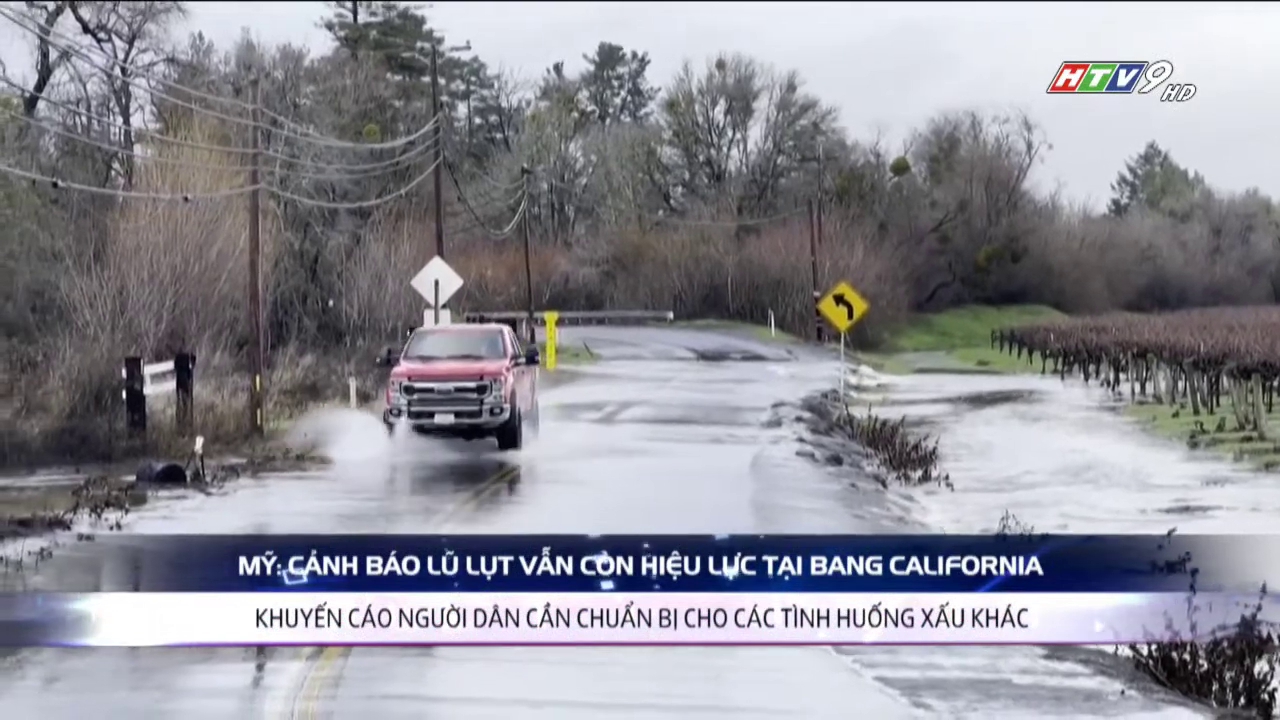 HTV9 HD
MỸ: CẢNH BÁO LŨ LỤT VẪN CÒN HIỆU LỰC TẠI BANG CALIFORNIA
KHUYẾN CÁO NGƯỜI DÂN CẦN CHUẨN BỊ CHO CÁC TÌNH HUỐNG XẤU KHÁC